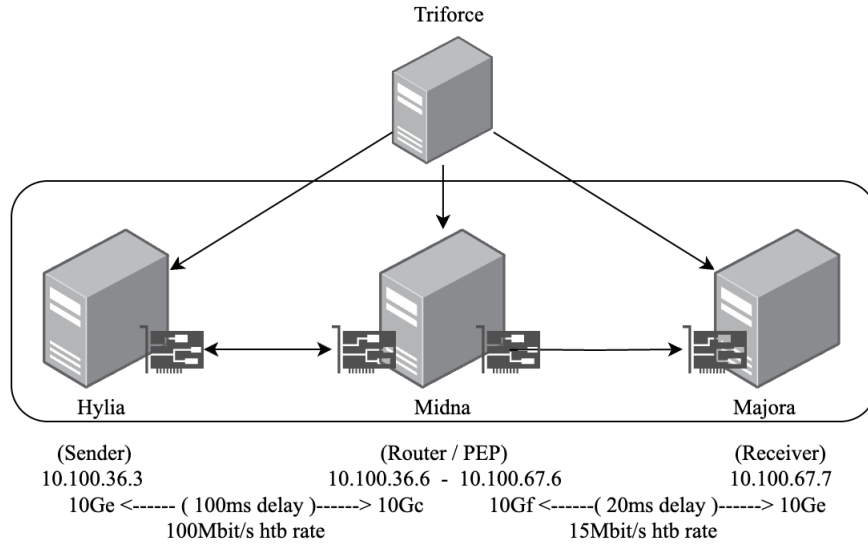 Triforce
Hylia
Midna
Majora
(Sender)
(Router / PEP)
(Receiver)
10.100.36.3
10.100.36.6 - 10.100.67.6
10.100.67.7
10Ge <------ ( 100ms delay )------> 10Gc
10Gf <------( 20ms delay )------> 10Ge
100Mbit/s htb rate
15Mbit/s htb rate